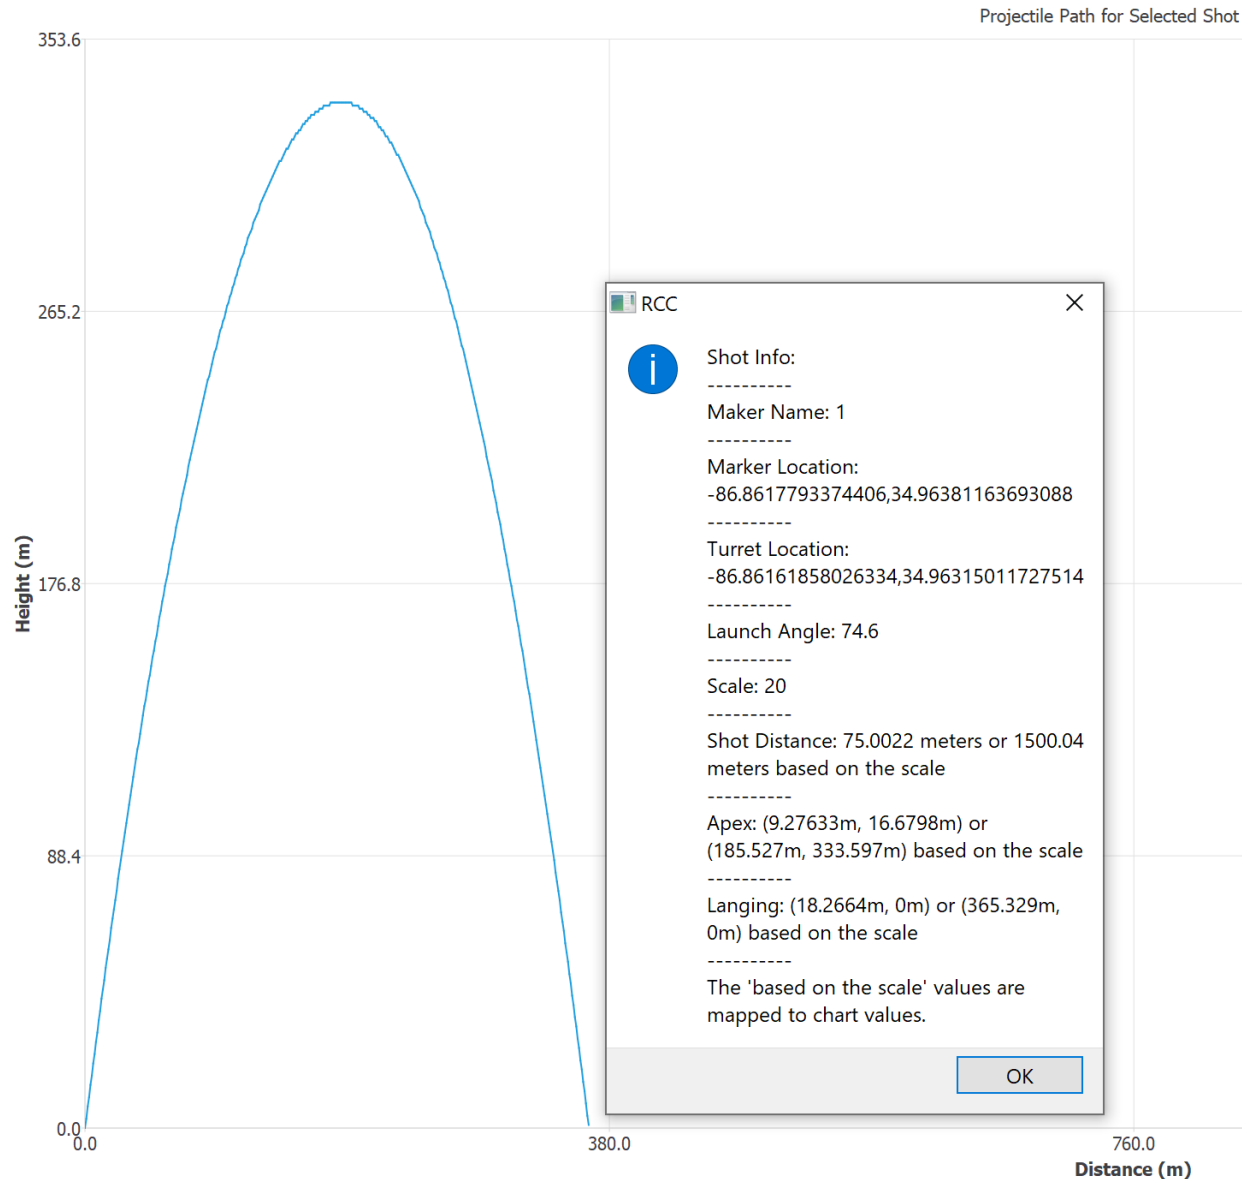 Projectile Path for Selected Shot
353.6
265.2
176.8
88.4
0.0
Height (m)
0.0
380.0
760.0
Distance (m)
RCC
Shot Info:
----------
Maker Name: 1
----------
Marker Location:
-86.8617793374406,34.96381163693088
----------
Turret Location:
-86.86161858026334,34.96315011727514
----------
Launch Angle: 74.6
----------
Scale: 20
----------
Shot Distance: 75.0022 meters or 1500.04
meters based on the scale
----------
Apex: (9.27633m, 16.6798m) or
(185.527m, 333.597m) based on the scale
----------
Langing: (18.2664m, 0m) or (365.329m,
0m) based on the scale
----------
The 'based on the scale' values are
mapped to chart values.
OK